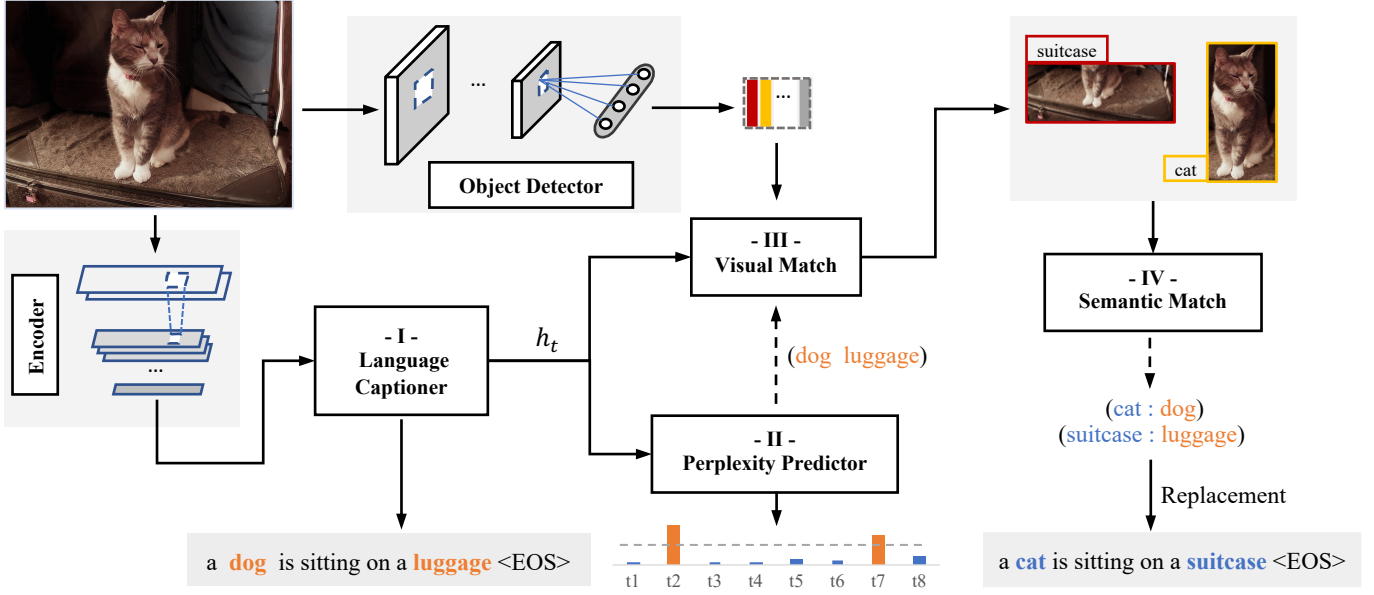 suitcase
cat
...
...
Object Detector
- III -
Visual Match
- IV -
Semantic Match
Encoder
...
- I -
Language
Captioner
hₜ
(dog luggage)
(cat : dog)
(suitcase : luggage)
- II -
Perplexity Predictor
Replacement
a dog is sitting on a luggage <EOS>
t1 t2 t3 t4 t5 t6 t7 t8
a cat is sitting on a suitcase <EOS>